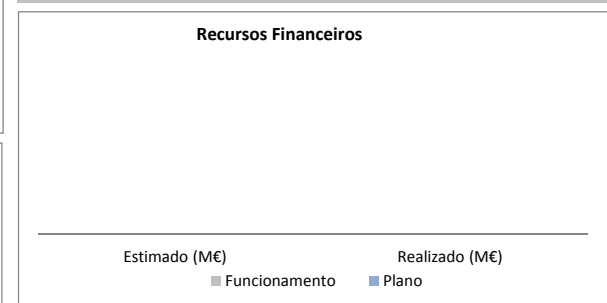 Recursos Financeiros
Estimado (M€) Realizado (M€)
Funcionamento Plano